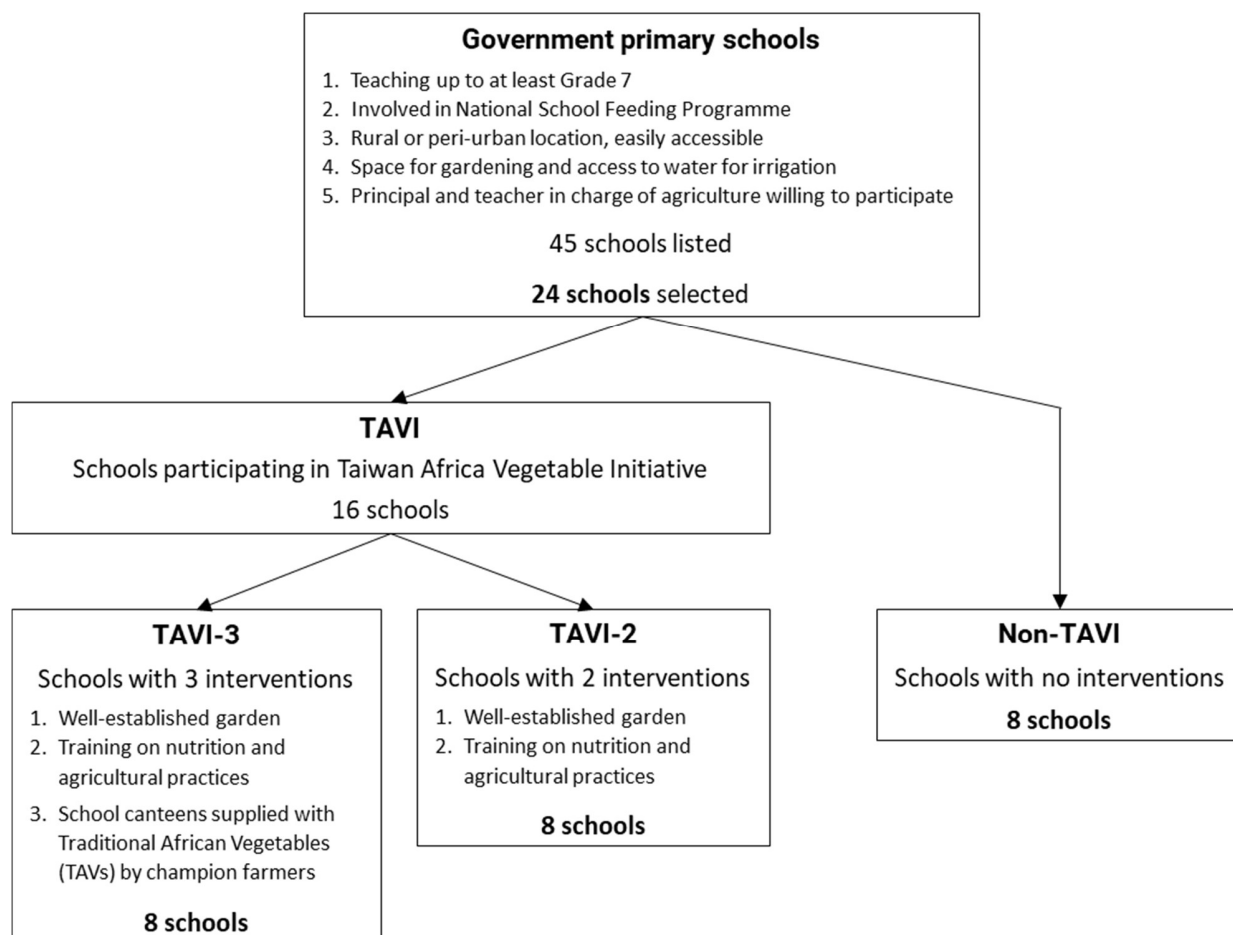 Government primary schools
1. Teaching up to at least Grade 7
2. Involved in National School Feeding Programme
3. Rural or peri-urban location, easily accessible
4. Space for gardening and access to water for irrigation
5. Principal and teacher in charge of agriculture willing to participate
45 schools listed
24 schools selected
TAVI
Schools participating in Taiwan Africa Vegetable Initiative
16 schools
TAVI-3
Schools with 3 interventions
1. Well-established garden
2. Training on nutrition and
agricultural practices
3. School canteens supplied with
Traditional African Vegetables
(TAVs) by champion farmers
8 schools
TAVI-2
Schools with 2 interventions
1. Well-established garden
2. Training on nutrition and
agricultural practices
8 schools
Non-TAVI
Schools with no interventions
8 schools